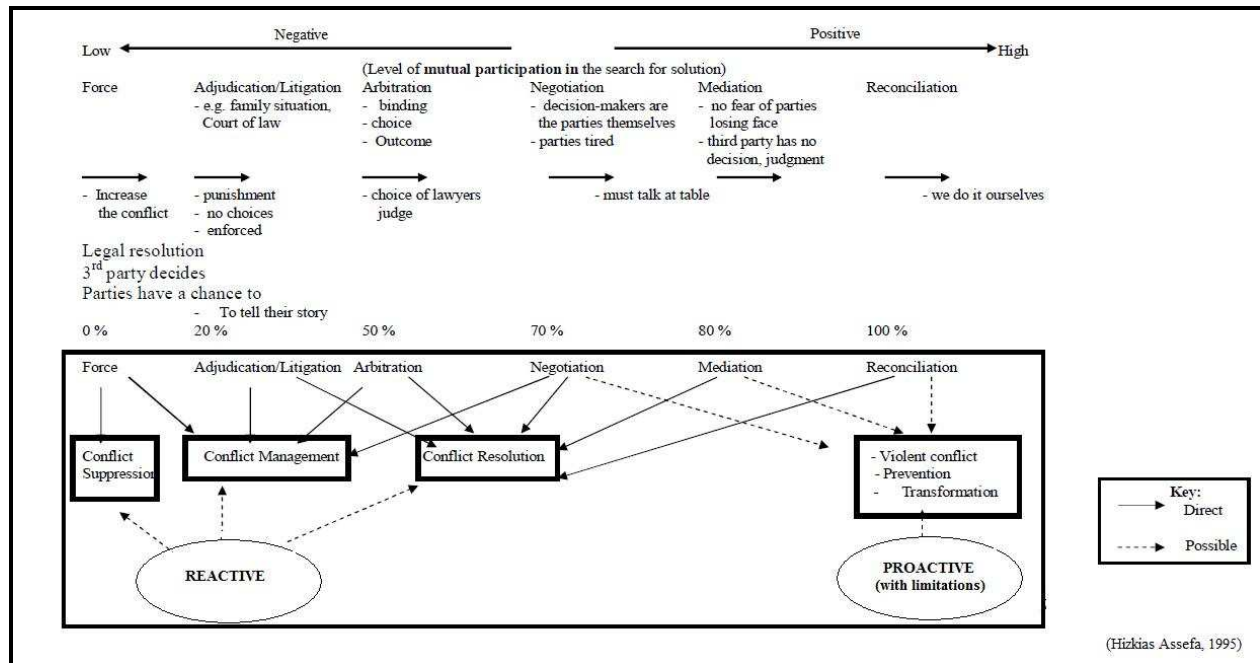 Negative Positive
Low High
(Level of mutual participation in the search for solution)
Force Adjudication/Litigation Arbitration Negotiation Mediation Reconciliation
- e.g. family situation, - binding - decision-makers are - no fear of parties
Court of law - choice the parties themselves losing face
- Outcome - parties tired - third party has no
decision, judgment
- Increase - punishment - choice of lawyers - must talk at table - we do it ourselves
the conflict - no choices judge
- enforced
Legal resolution
3rd party decides
Parties have a chance to
- To tell their story
0 % 20 % 50 % 70 % 80 % 100 %
Force Adjudication/Litigation Arbitration Negotiation Mediation Reconciliation
Conflict Conflict Management Conflict Resolution - Violent conflict
Suppression - Prevention
- Transformation
Key:
Direct
Possible
REACTIVE PROACTIVE
(with limitations)
(Hizkias Assefa, 1995)